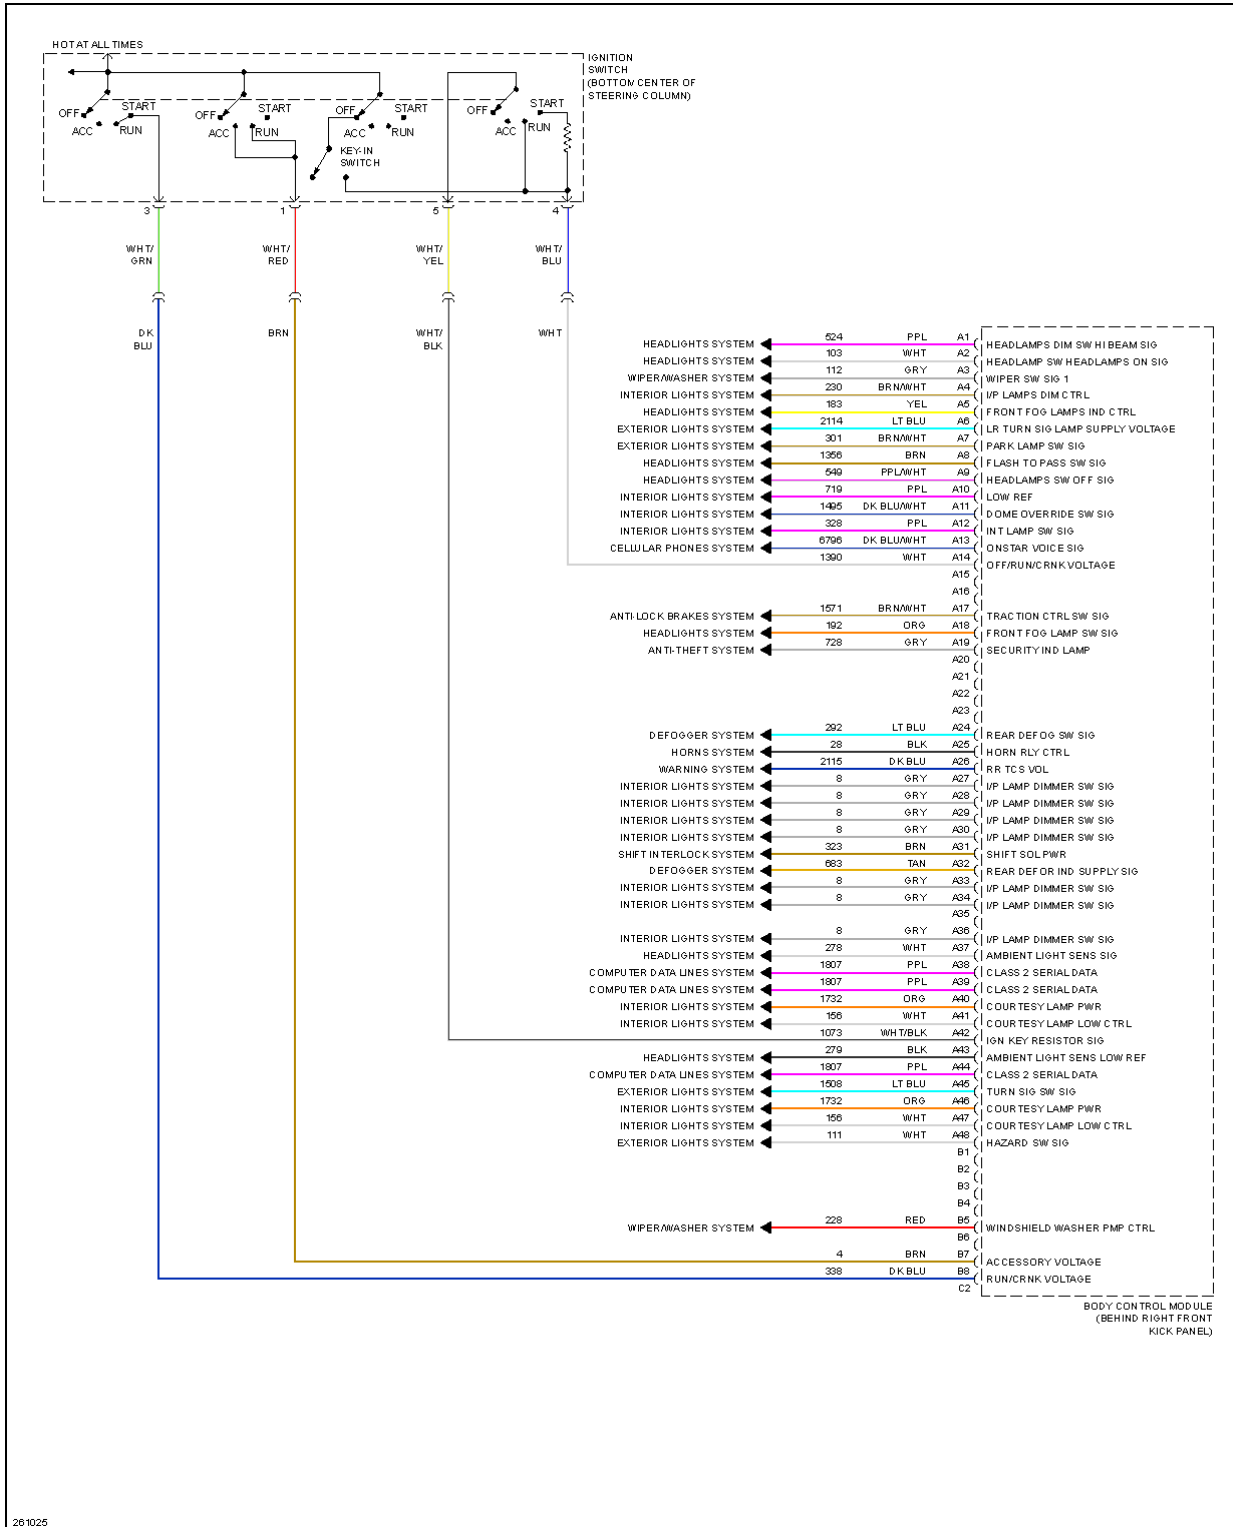 HOT AT ALL TIMES
IGNITION
SWITCH
(BOTTOM CENTER OF
STEERING COLUMN)
OFF
START
ACC
RUN
OFF
START
ACC
RUN
OFF
START
ACC
RUN
KEY-IN
SWITCH
OFF
START
ACC
RUN
3
1
5
4
WHT/
GRN
WHT/
RED
WHT/
YEL
WHT/
BLU
DK
BLU
BRN
WHT/
BLK
WHT
HEADLIGHTS SYSTEM 524 PPL A1 HEADLAMPS DIM SW HI BEAM SIG
HEADLIGHTS SYSTEM 103 WHT A2 HEADLAMP SW HEADLAMPS ON SIG
WIPER/WASHER SYSTEM 112 GRY A3 WIPER SW SIG 1
INTERIOR LIGHTS SYSTEM 230 BRN/WHT A4 I/P LAMPS DIM CTRL
HEADLIGHTS SYSTEM 183 YEL A5 FRONT FOG LAMPS IND CTRL
EXTERIOR LIGHTS SYSTEM 2114 LT BLU A6 LR TURN SIG LAMP SUPPLY VOLTAGE
EXTERIOR LIGHTS SYSTEM 301 BRN/WHT A7 PARK LAMP SW SIG
HEADLIGHTS SYSTEM 1356 BRN A8 FLASH TO PASS SW SIG
HEADLIGHTS SYSTEM 549 PPL/WHT A9 HEADLAMPS SW OFF SIG
INTERIOR LIGHTS SYSTEM 719 PPL A10 LOW REF
INTERIOR LIGHTS SYSTEM 1495 DK BLU/WHT A11 DOME OVERRIDE SW SIG
INTERIOR LIGHTS SYSTEM 328 PPL A12 INT LAMP SW SIG
CELLULAR PHONES SYSTEM 6796 DK BLU/WHT A13 ONSTAR VOICE SIG
1390 WHT A14 OFF/RUN/CRNK VOLTAGE
A15
A16
ANTI-LOCK BRAKES SYSTEM 1571 BRN/WHT A17 TRACTION CTRL SW SIG
HEADLIGHTS SYSTEM 192 ORG A18 FRONT FOG LAMP SW SIG
ANTI-THEFT SYSTEM 728 GRY A19 SECURITY IND LAMP
A20
A21
A22
A23
DEFOGGER SYSTEM 292 LT BLU A24 REAR DEFOG SW SIG
HORNS SYSTEM 28 BLK A25 HORN RLY CTRL
WARNING SYSTEM 2115 DK BLU A26 RR TCS VOL
INTERIOR LIGHTS SYSTEM 8 GRY A27 I/P LAMP DIMMER SW SIG
INTERIOR LIGHTS SYSTEM 8 GRY A28 I/P LAMP DIMMER SW SIG
INTERIOR LIGHTS SYSTEM 8 GRY A29 I/P LAMP DIMMER SW SIG
INTERIOR LIGHTS SYSTEM 8 GRY A30 I/P LAMP DIMMER SW SIG
SHIFT INTERLOCK SYSTEM 323 BRN A31 SHIFT SOL PWR
DEFOGGER SYSTEM 683 TAN A32 REAR DEFOR IND SUPPLY SIG
INTERIOR LIGHTS SYSTEM 8 GRY A33 I/P LAMP DIMMER SW SIG
INTERIOR LIGHTS SYSTEM 8 GRY A34 I/P LAMP DIMMER SW SIG
A35
INTERIOR LIGHTS SYSTEM 8 GRY A36 I/P LAMP DIMMER SW SIG
HEADLIGHTS SYSTEM 278 WHT A37 AMBIENT LIGHT SENS SIG
COMPUTER DATA LINES SYSTEM 1807 PPL A38 CLASS 2 SERIAL DATA
COMPUTER DATA LINES SYSTEM 1807 PPL A39 CLASS 2 SERIAL DATA
INTERIOR LIGHTS SYSTEM 1732 ORG A40 COURTESY LAMP PWR
INTERIOR LIGHTS SYSTEM 156 WHT A41 COURTESY LAMP LOW CTRL
1073 WHT/BLK A42 IGN KEY RESISTOR SIG
HEADLIGHTS SYSTEM 279 BLK A43 AMBIENT LIGHT SENS LOW REF
COMPUTER DATA LINES SYSTEM 1807 PPL A44 CLASS 2 SERIAL DATA
EXTERIOR LIGHTS SYSTEM 1508 LT BLU A45 TURN SIG SW SIG
INTERIOR LIGHTS SYSTEM 1732 ORG A46 COURTESY LAMP PWR
INTERIOR LIGHTS SYSTEM 156 WHT A47 COURTESY LAMP LOW CTRL
EXTERIOR LIGHTS SYSTEM 111 WHT A48 HAZARD SW SIG
B1
B2
B3
B4
WIPER/WASHER SYSTEM 228 RED B5 WINDSHIELD WASHER PMP CTRL
B6
4 BRN B7 ACCESSORY VOLTAGE
338 DK BLU B8 RUN/CRNK VOLTAGE
C2
BODY CONTROL MODULE
(BEHIND RIGHT FRONT
KICK PANEL)
261025